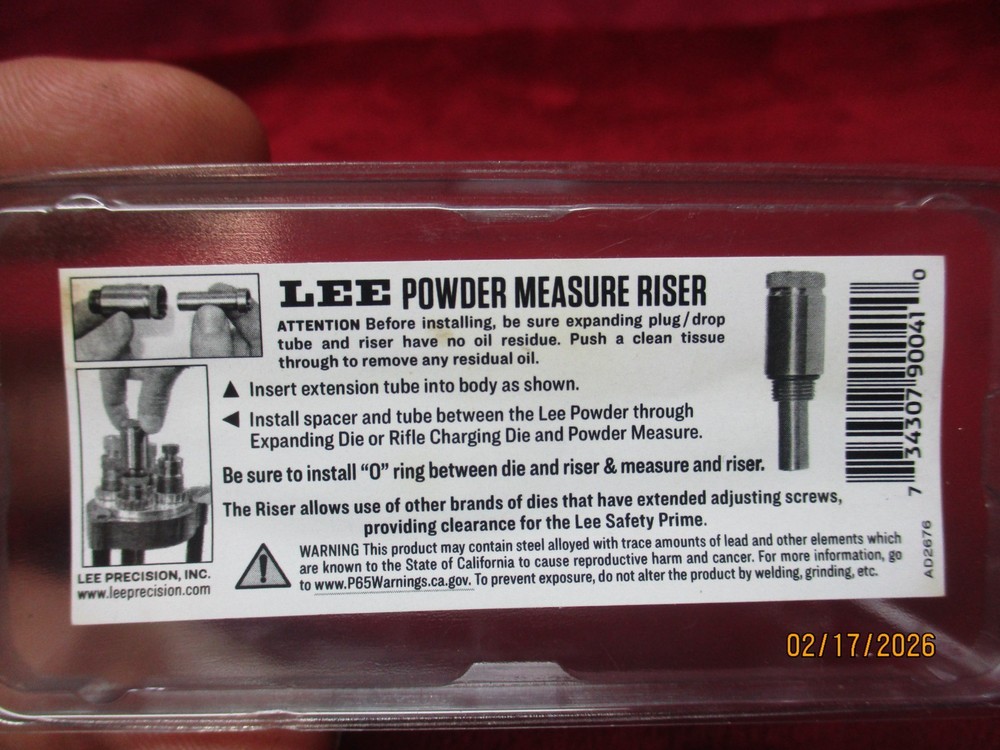 LEE POWDER MEASURE RISER
ATTENTION Before installing, be sure expanding plug/drop
tube and riser have no oil residue. Push a clean tissue
through to remove any residual oil.
▲ Insert extension tube into body as shown.
◀ Install spacer and tube between the Lee Powder through
Expanding Die or Rifle Charging Die and Powder Measure.
Be sure to install “O” ring between die and riser & measure and riser.
The Riser allows use of other brands of dies that have extended adjusting screws,
providing clearance for the Lee Safety Prime.
WARNING This product may contain steel alloyed with trace amounts of lead and other elements which
are known to the State of California to cause reproductive harm and cancer. For more information, go
to www.P65Warnings.ca.gov. To prevent exposure, do not alter the product by welding, grinding, etc.
LEE PRECISION, INC.
www.leeprecision.com
7 34307 90041 0
AD2676
02/17/2026